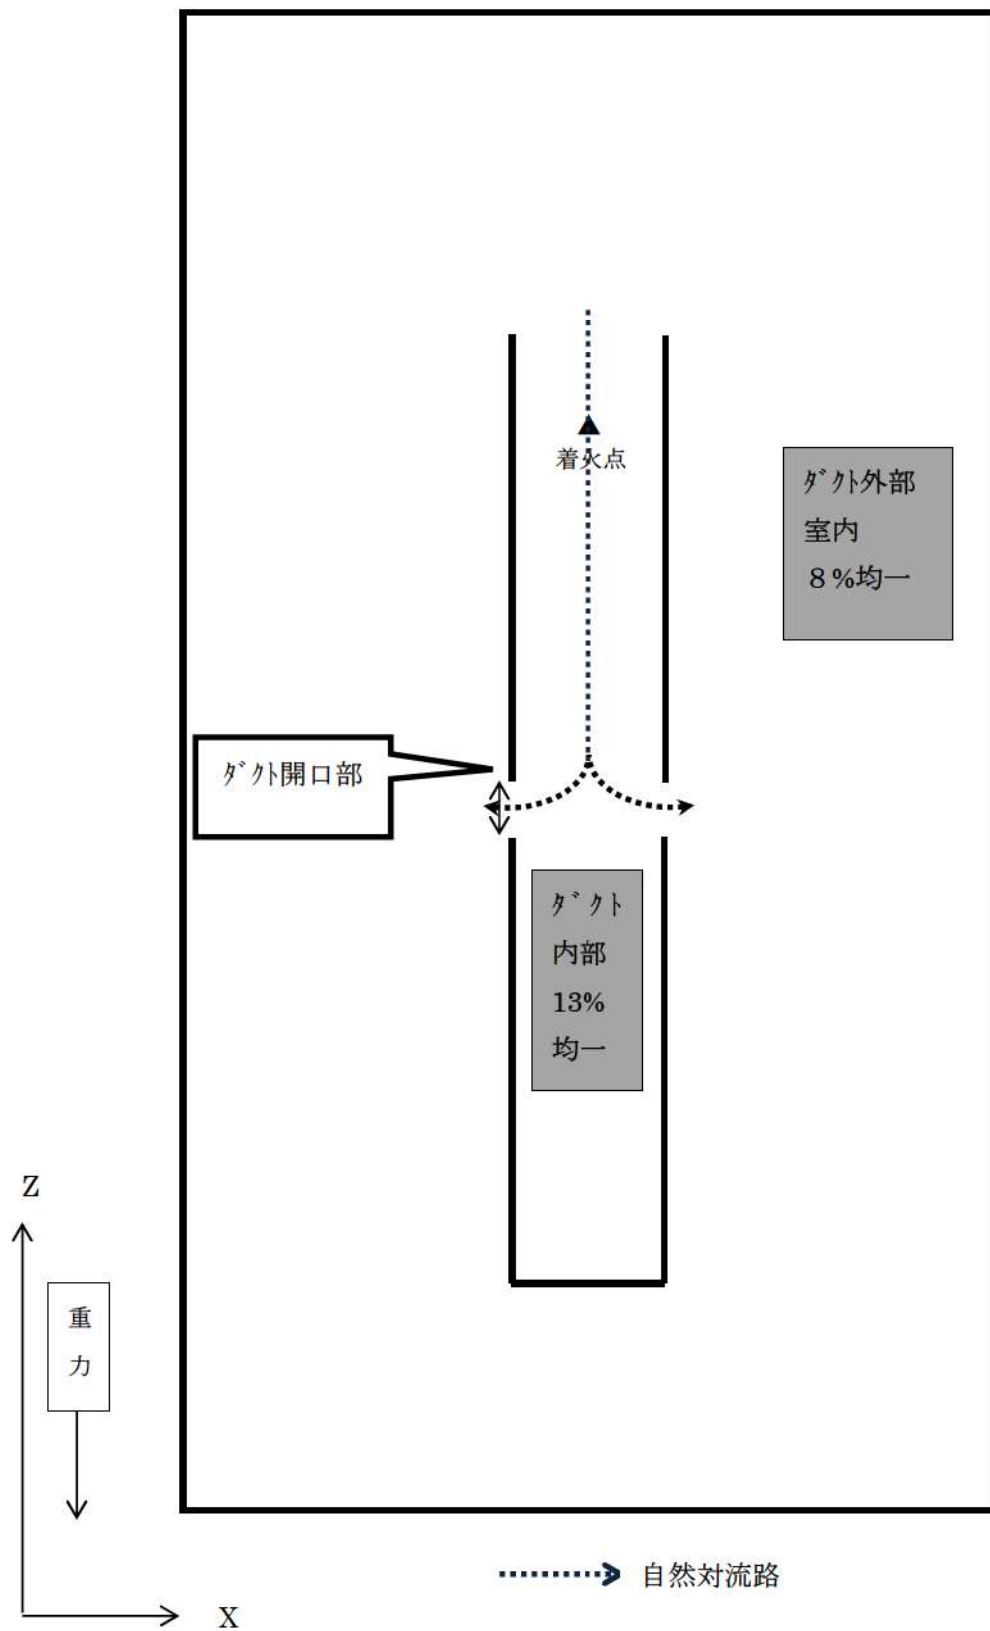 着火点
ﾀﾞｸﾄ外部
室内
８%均一
ﾀﾞｸﾄ開口部
ﾀﾞｸﾄ
内部
13%
均一
Z
重
力
自然対流路
X